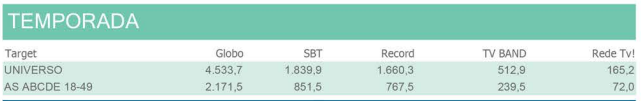 TEMPORADA
Target Globo SBT Record TV BAND Rede Tv!
UNIVERSO 4.533,7 1.839,9 1.660,3 512,9 165,2
AS ABCDE 18-49 2.171,5 851,5 767,5 239,5 72,0